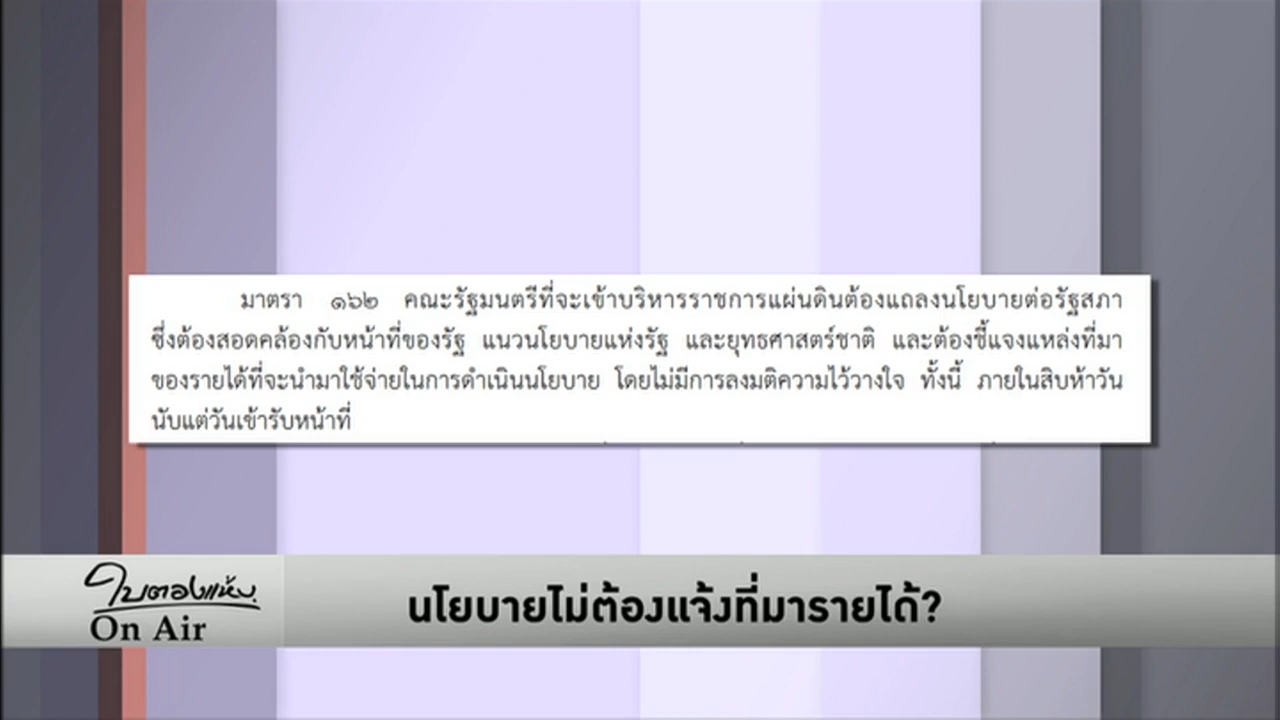 มาตรา ๑๖๒ คณะรัฐมนตรีที่จะเข้าบริหารราชการแผ่นดินต้องแถลงนโยบายต่อรัฐสภา
ซึ่งต้องสอดคล้องกับหน้าที่ของรัฐ แนวนโยบายแห่งรัฐ และยุทธศาสตร์ชาติ และต้องชี้แจงแหล่งที่มา
ของรายได้ที่จะนำมาใช้จ่ายในการดำเนินนโยบาย โดยไม่มีการลงมติความไว้วางใจ ทั้งนี้ ภายในสิบห้าวัน
นับแต่วันเข้ารับหน้าที่
ใบตองแห้ง
On Air
นโยบายไม่ต้องแจ้งที่มารายได้?